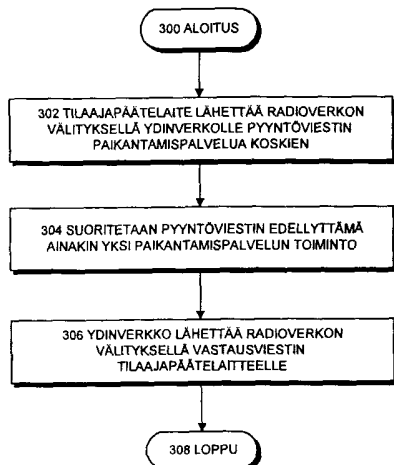 300 ALOITUS
302 TILAAJAPÄÄTELAITE LÄHETTÄÄ RADIOVERKON
VÄLITYKSELLÄ YDINVERKOLLE PYYNTÖVIESTIN
PAIKANTAMISPALVELUA KOSKIEN
304 SUORITETAAN PYYNTÖVIESTIN EDELLYTTÄMÄ
AINAKIN YKSI PAIKANTAMISPALVELUN TOIMINTO
306 YDINVERKKO LÄHETTÄÄ RADIOVERKON
VÄLITYKSELLÄ VASTAUSVIESTIN
TILAAJAPÄÄTELAITTEELLE
308 LOPPU